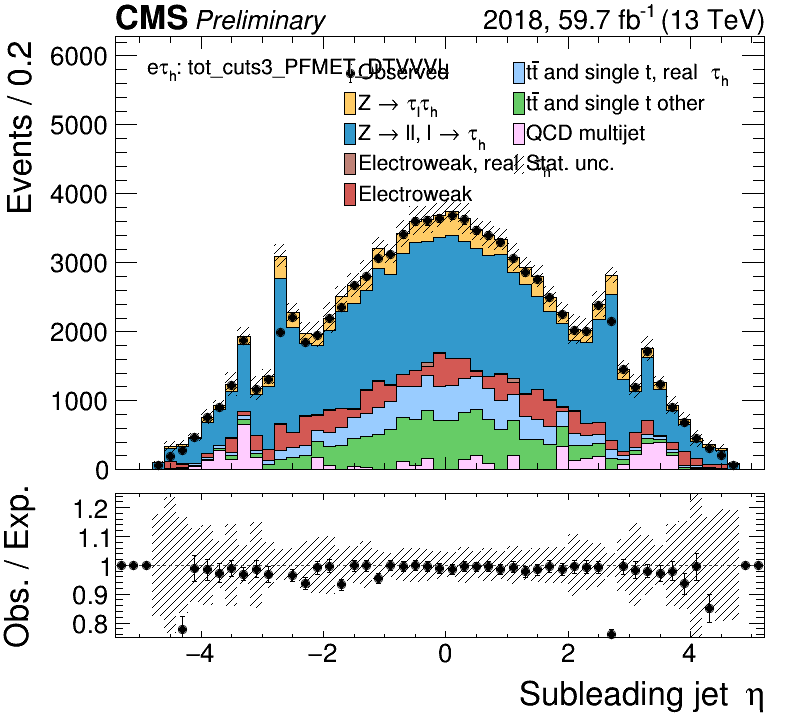 CMS Preliminary 2018, 59.7 fb-1 (13 TeV)
Events / 0.2
6000
5000
4000
3000
2000
1000
0
eτh: tot_cuts3_PFMET_DTVVVL
Observed
Z → τlτh
Z → ll, l → τh
Electroweak, real τh
Electroweak
tt̄ and single t, real τh
tt̄ and single t other
QCD multijet
Stat. unc.
Obs. / Exp.
1.2
1.1
1
0.9
0.8
−4 −2 0 2 4
Subleading jet η